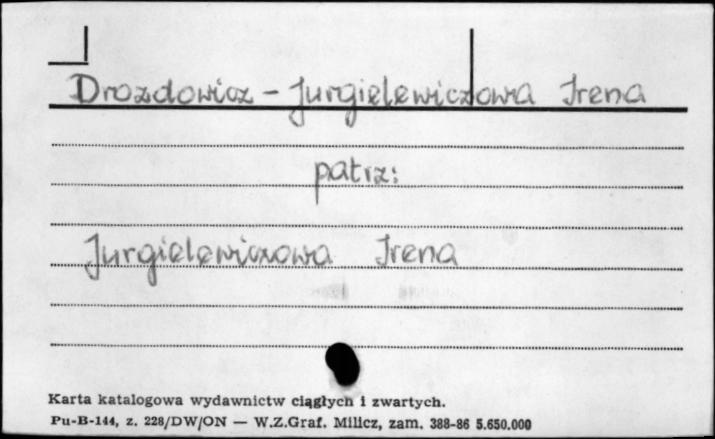 Drozdowicz - Jurgielewiczowa Irena
patrz:
Jurgielewiczowa Irena
Karta katalogowa wydawnictw ciągłych i zwartych.
Pu-B-144, z. 228/DW/ON — W.Z.Graf. Milicz, zam. 388-86 5.650.000